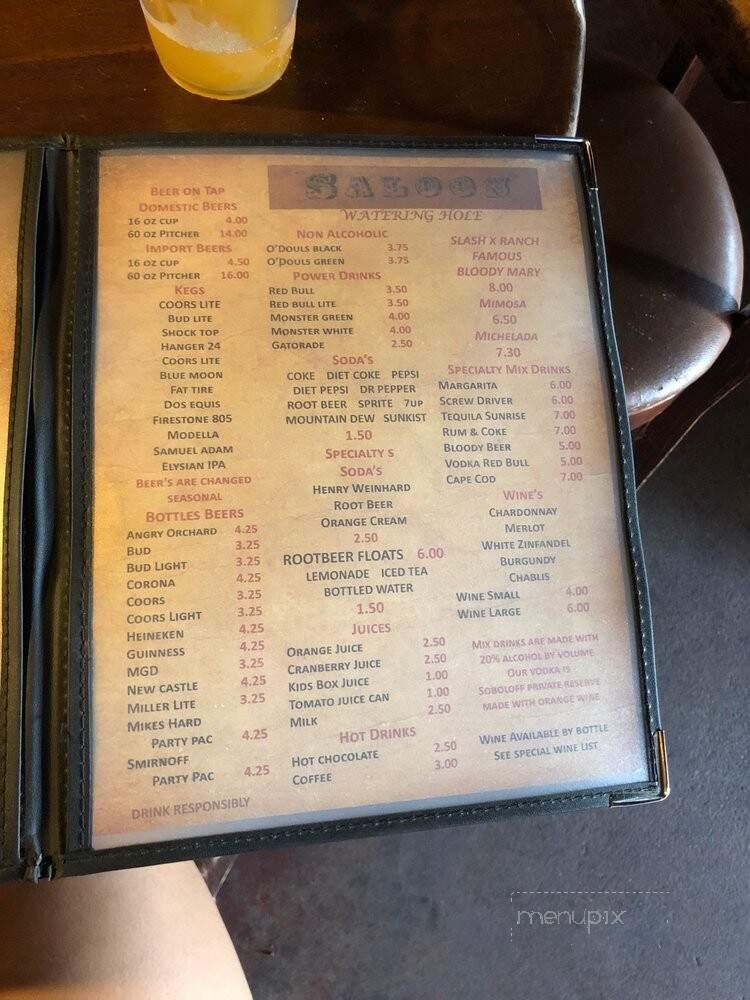 SALOON
WATERING HOLE
BEER ON TAP
DOMESTIC BEERS
16 OZ CUP 4.00
60 OZ PITCHER 14.00
IMPORT BEERS
16 OZ CUP 4.50
60 OZ PITCHER 16.00
KEGS
COORS LITE
BUD LITE
SHOCK TOP
HANGER 24
COORS LITE
BLUE MOON
FAT TIRE
DOS EQUIS
FIRESTONE 805
MODELLA
SAMUEL ADAM
ELYSIAN IPA
BEER'S ARE CHANGED
SEASONAL
BOTTLES BEERS
ANGRY ORCHARD 4.25
BUD 3.25
BUD LIGHT 3.25
CORONA 4.25
COORS 3.25
COORS LIGHT 3.25
HEINEKEN 4.25
GUINNESS 4.25
MGD 3.25
NEW CASTLE 4.25
MILLER LITE 3.25
MIKES HARD
PARTY PAC 4.25
SMIRNOFF
PARTY PAC 4.25
DRINK RESPONSIBLY
NON ALCOHOLIC
O'DOULS BLACK 3.75
O'DOULS GREEN 3.75
POWER DRINKS
RED BULL 3.50
RED BULL LITE 3.50
MONSTER GREEN 4.00
MONSTER WHITE 4.00
GATORADE 2.50
SODA'S
COKE DIET COKE PEPSI
DIET PEPSI DR PEPPER
ROOT BEER SPRITE 7UP
MOUNTAIN DEW SUNKIST
1.50
SPECIALTY S
SODA'S
HENRY WEINHARD
ROOT BEER
ORANGE CREAM
2.50
ROOTBEER FLOATS 6.00
LEMONADE ICED TEA
BOTTLED WATER
1.50
JUICES
ORANGE JUICE 2.50
CRANBERRY JUICE 2.50
KIDS BOX JUICE 1.00
TOMATO JUICE CAN 1.00
MILK 2.50
HOT DRINKS
HOT CHOCOLATE 2.50
COFFEE 3.00
SLASH X RANCH
FAMOUS
BLOODY MARY
8.00
MIMOSA
6.50
MICHELADA
7.30
SPECIALTY MIX DRINKS
MARGARITA 6.00
SCREW DRIVER 6.00
TEQUILA SUNRISE 7.00
RUM & COKE 7.00
BLOODY BEER 5.00
VODKA RED BULL 5.00
CAPE COD 7.00
WINE'S
CHARDONNAY
MERLOT
WHITE ZINFANDEL
BURGUNDY
CHABLIS
WINE SMALL 4.00
WINE LARGE 6.00
MIX DRINKS ARE MADE WITH
20% ALCOHOL BY VOLUME
OUR VODKA IS
SOBOLOFF PRIVATE RESERVE
MADE WITH ORANGE WINE
WINE AVAILABLE BY BOTTLE
SEE SPECIAL WINE LIST
menupix